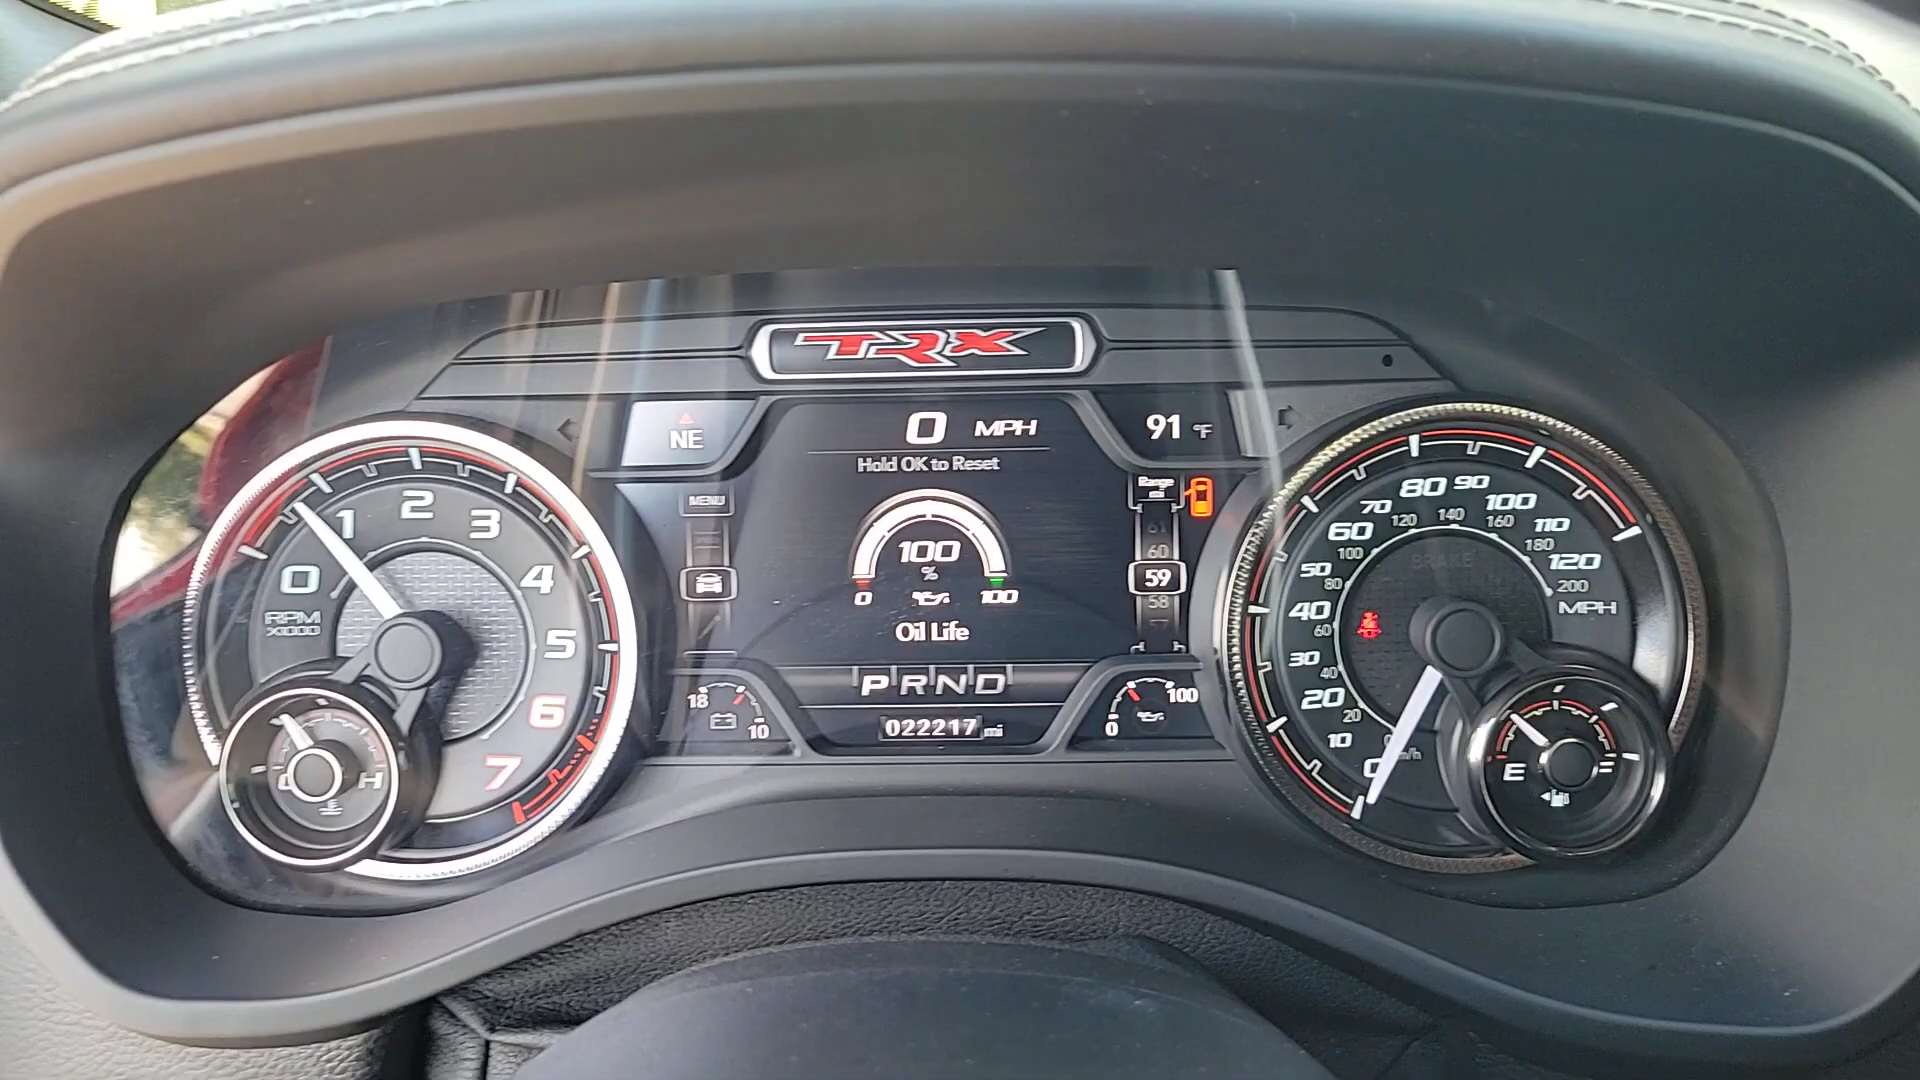 TRX
NE
0 MPH
91 °F
Hold OK to Reset
MENU
Range
mi
61
60
59
58
100
%
0
100
Oil Life
PRND
022217 mi
18
10
0
100
0
1
2
3
4
5
6
7
RPM
X1000
H
0
10
20
30
40
50
60
70
80
90
100
110
120
MPH
20
40
60
80
100
120
140
160
180
200
BRAKE
E
F